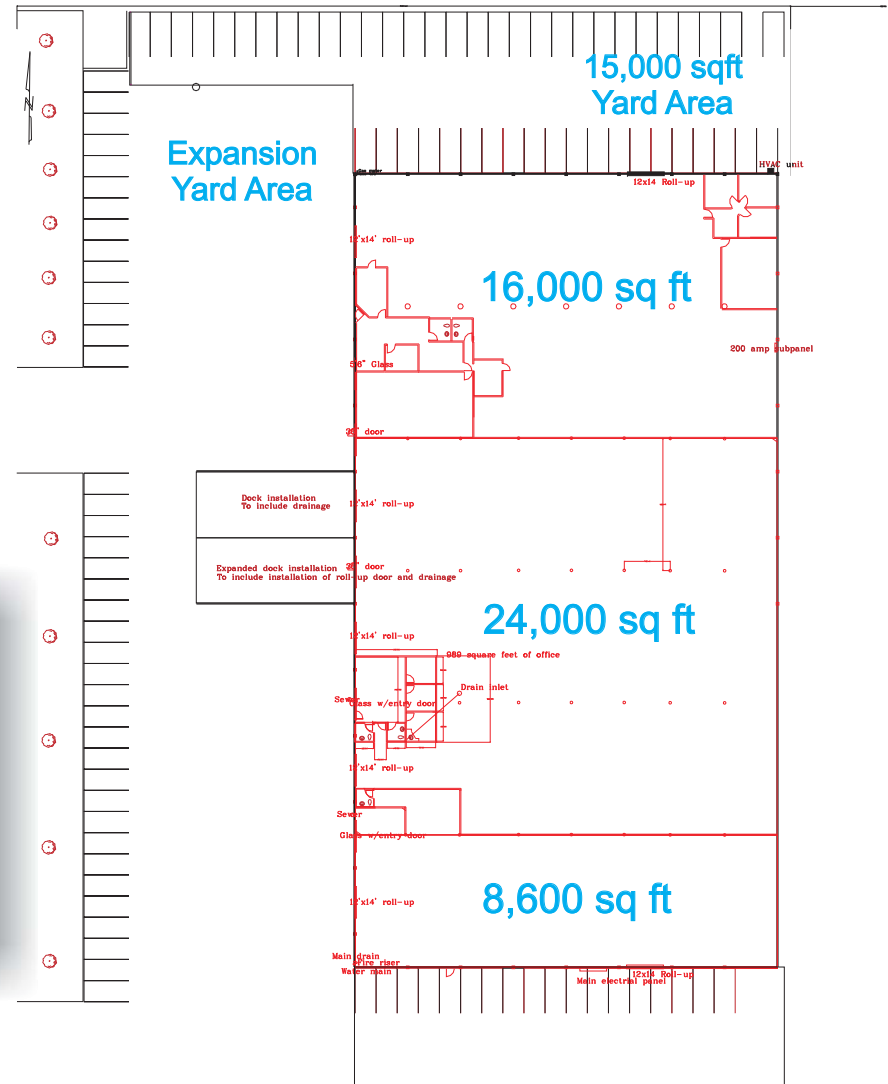 15,000 sqft
Yard Area
Expansion
Yard Area
N
HVAC unit
12x14 Roll-up
12'x14' roll-up
16,000 sq ft
200 amp subpanel
Glass
door
12'x14' roll-up
Dock installation
To include drainage
door
Expanded dock installation
To include installation of roll-up door and drainage
24,000 sq ft
12'x14' roll-up
989 square feet of office
Drain inlet
Sewer
Glass w/entry door
12'x14' roll-up
Sewer
Glass w/entry door
8,600 sq ft
12'x14' roll-up
Main drain
Fire riser
Water main
12x14 Roll-up
Main electrial panel